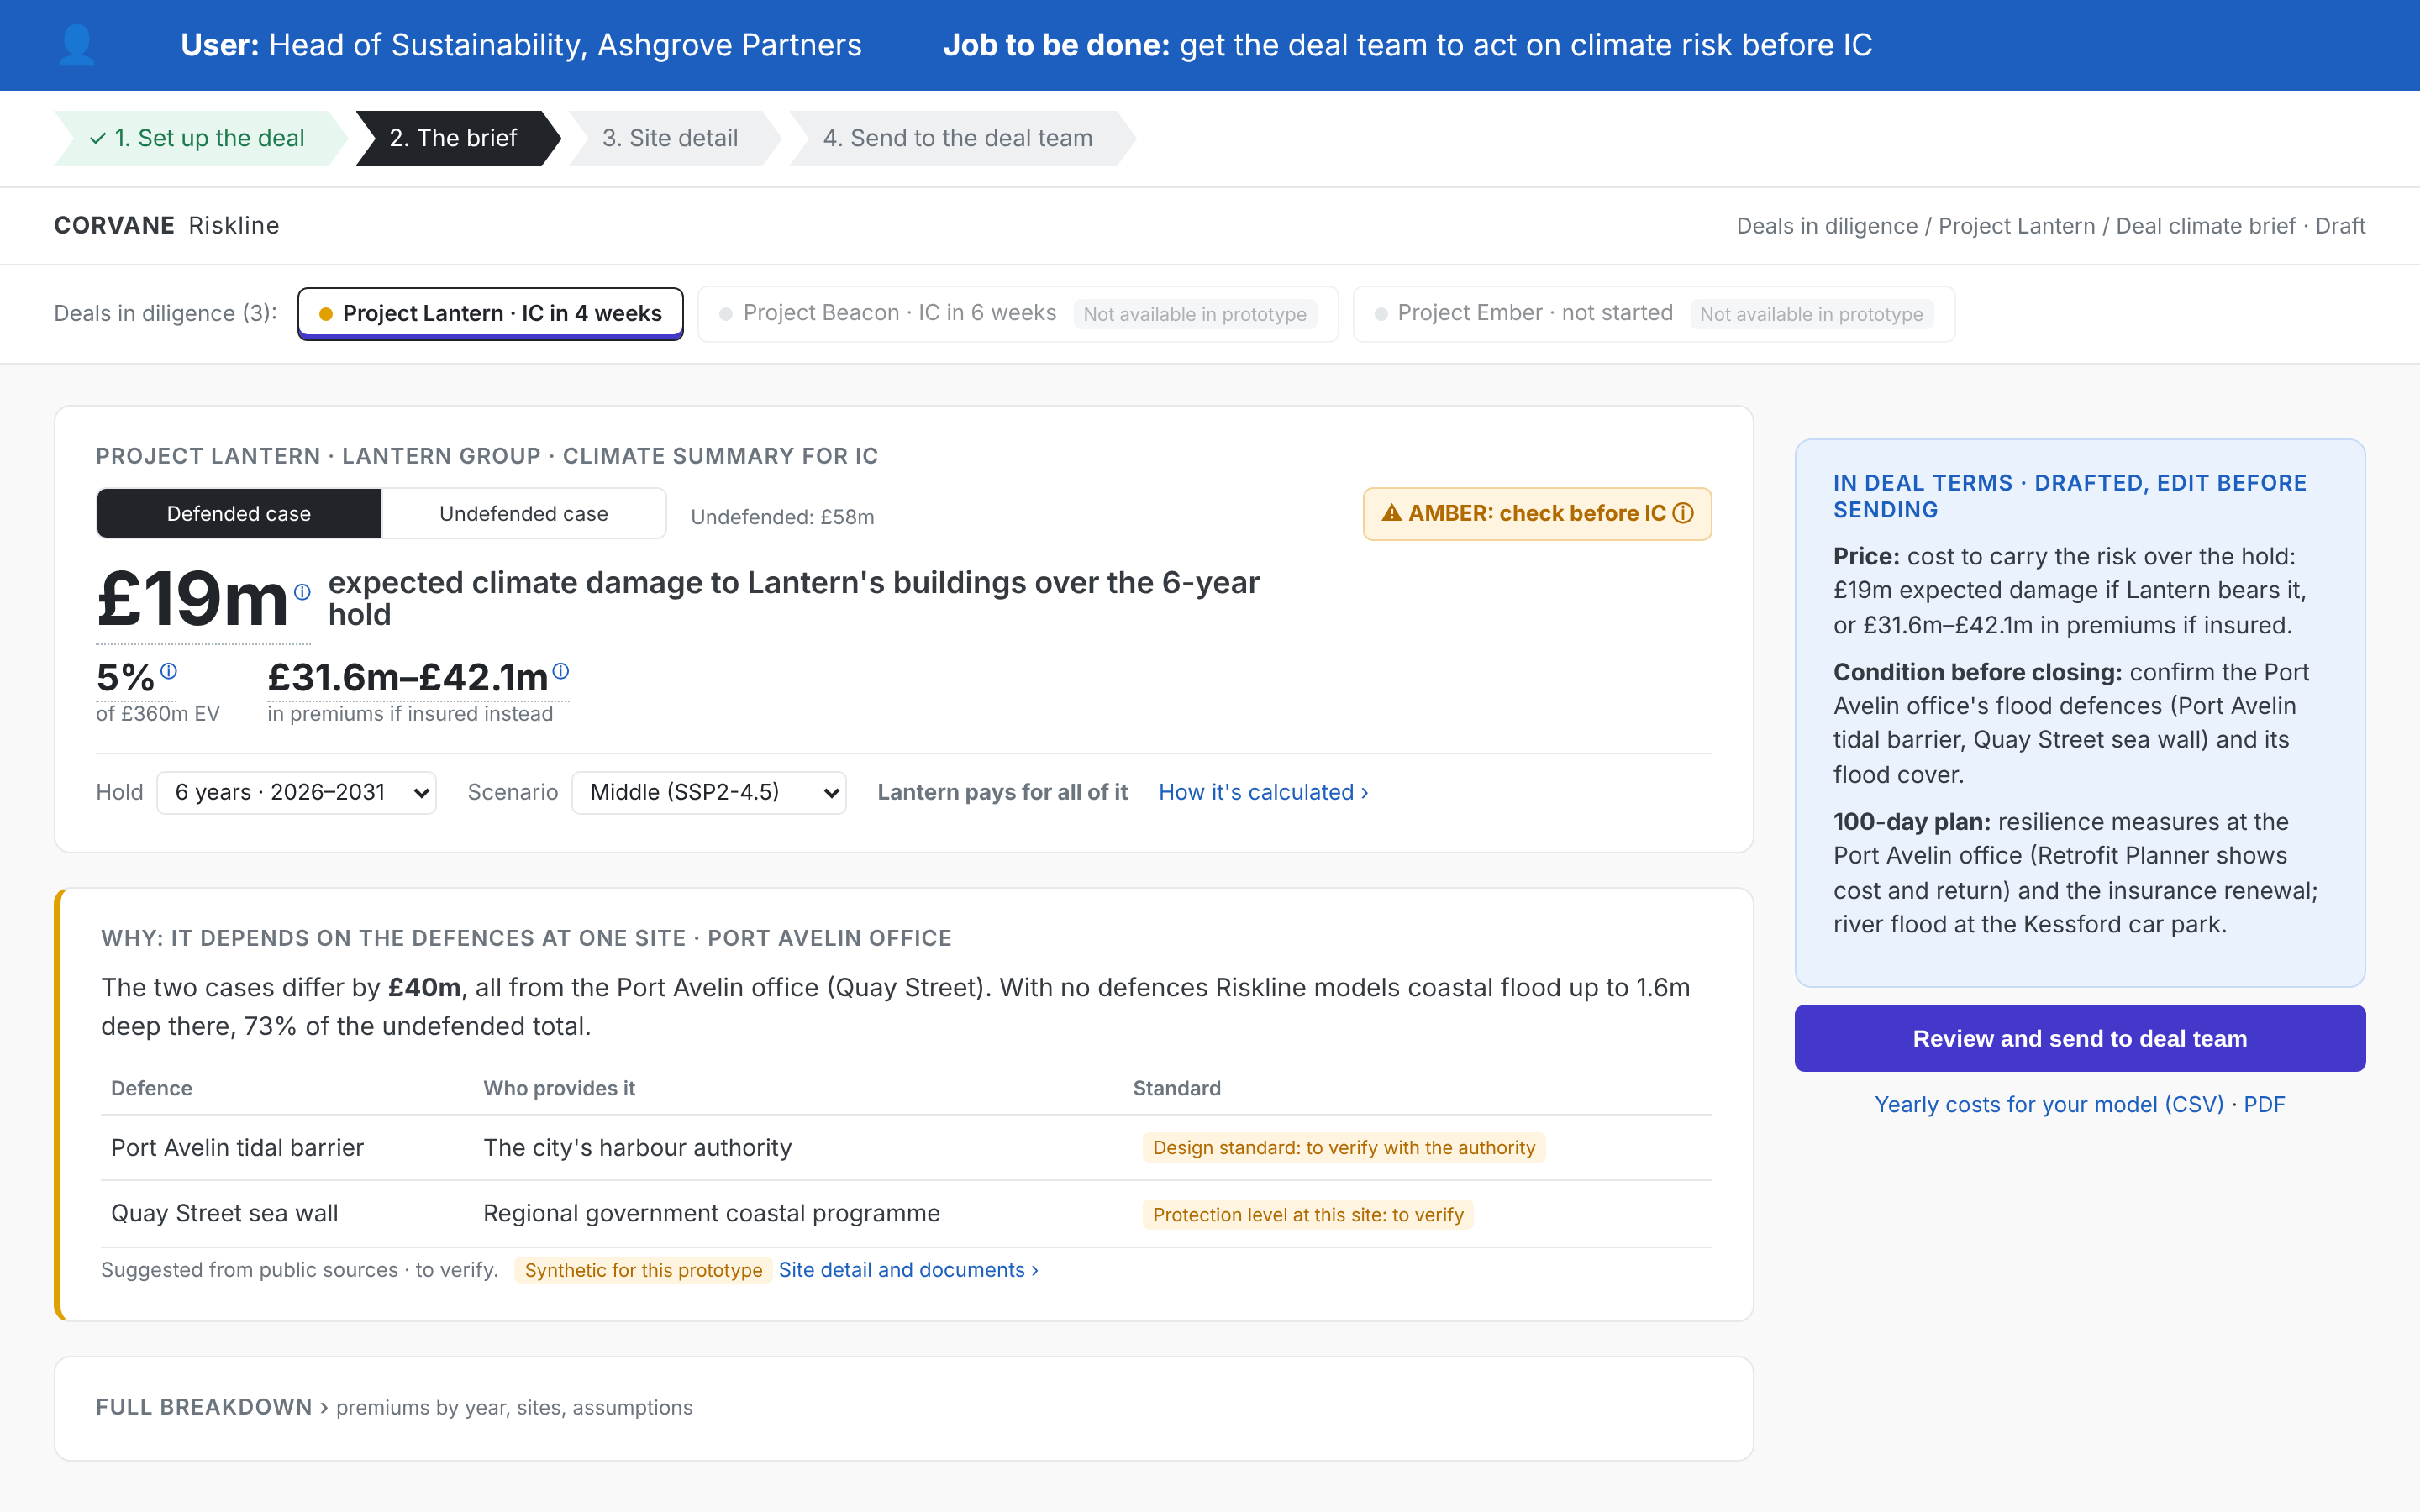 User: Head of Sustainability, Ashgrove Partners
Job to be done: get the deal team to act on climate risk before IC
✓ 1. Set up the deal
2. The brief
3. Site detail
4. Send to the deal team
CORVANE Riskline
Deals in diligence / Project Lantern / Deal climate brief · Draft
Deals in diligence (3):
Project Lantern · IC in 4 weeks
Project Beacon · IC in 6 weeks Not available in prototype
Project Ember · not started Not available in prototype
PROJECT LANTERN · LANTERN GROUP · CLIMATE SUMMARY FOR IC
Defended case
Undefended case
Undefended: £58m
⚠ AMBER: check before IC ⓘ
£19m ⓘ
expected climate damage to Lantern's buildings over the 6-year
hold
5% ⓘ
of £360m EV
£31.6m–£42.1m ⓘ
in premiums if insured instead
Hold 6 years · 2026–2031
Scenario Middle (SSP2-4.5)
Lantern pays for all of it
How it's calculated ›
WHY: IT DEPENDS ON THE DEFENCES AT ONE SITE · PORT AVELIN OFFICE
The two cases differ by £40m, all from the Port Avelin office (Quay Street). With no defences Riskline models coastal flood up to 1.6m
deep there, 73% of the undefended total.
Defence Who provides it Standard
Port Avelin tidal barrier The city's harbour authority Design standard: to verify with the authority
Quay Street sea wall Regional government coastal programme Protection level at this site: to verify
Suggested from public sources · to verify. Synthetic for this prototype Site detail and documents ›
FULL BREAKDOWN › premiums by year, sites, assumptions
IN DEAL TERMS · DRAFTED, EDIT BEFORE
SENDING
Price: cost to carry the risk over the hold:
£19m expected damage if Lantern bears it,
or £31.6m–£42.1m in premiums if insured.
Condition before closing: confirm the Port
Avelin office's flood defences (Port Avelin
tidal barrier, Quay Street sea wall) and its
flood cover.
100-day plan: resilience measures at the
Port Avelin office (Retrofit Planner shows
cost and return) and the insurance renewal;
river flood at the Kessford car park.
Review and send to deal team
Yearly costs for your model (CSV) · PDF